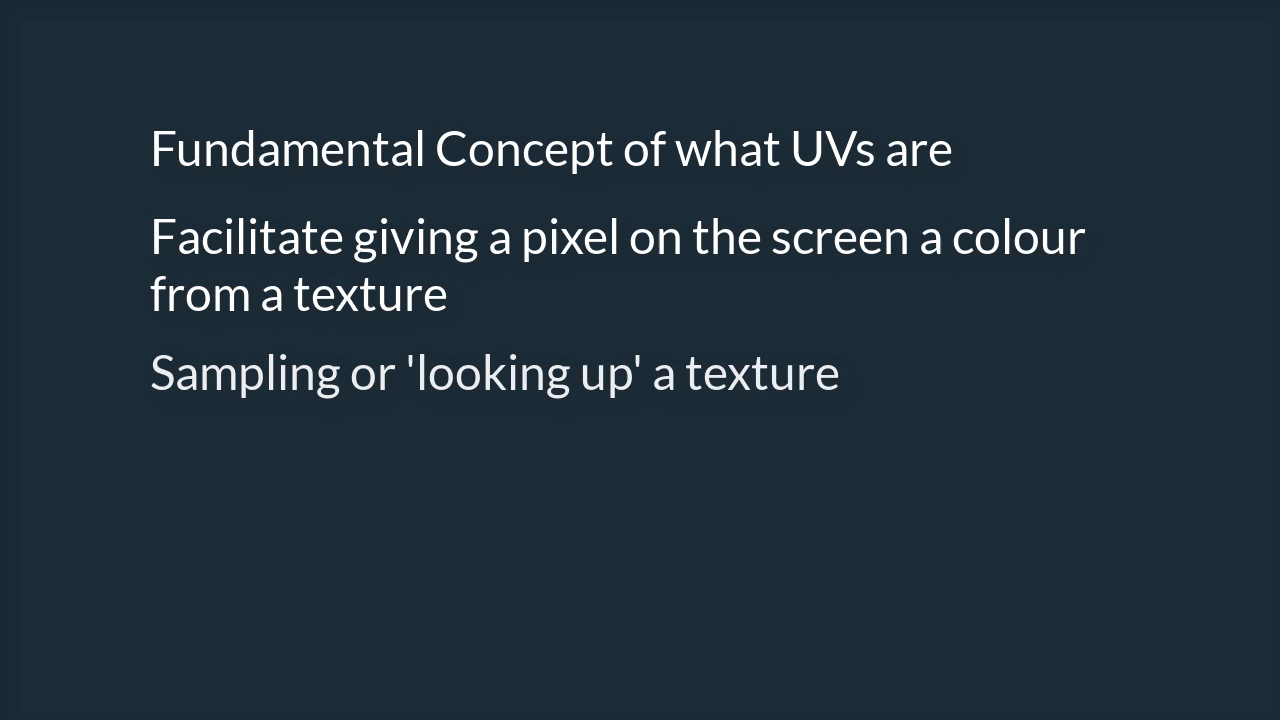 Fundamental Concept of what UVs are
Facilitate giving a pixel on the screen a colour
from a texture
Sampling or 'looking up' a texture